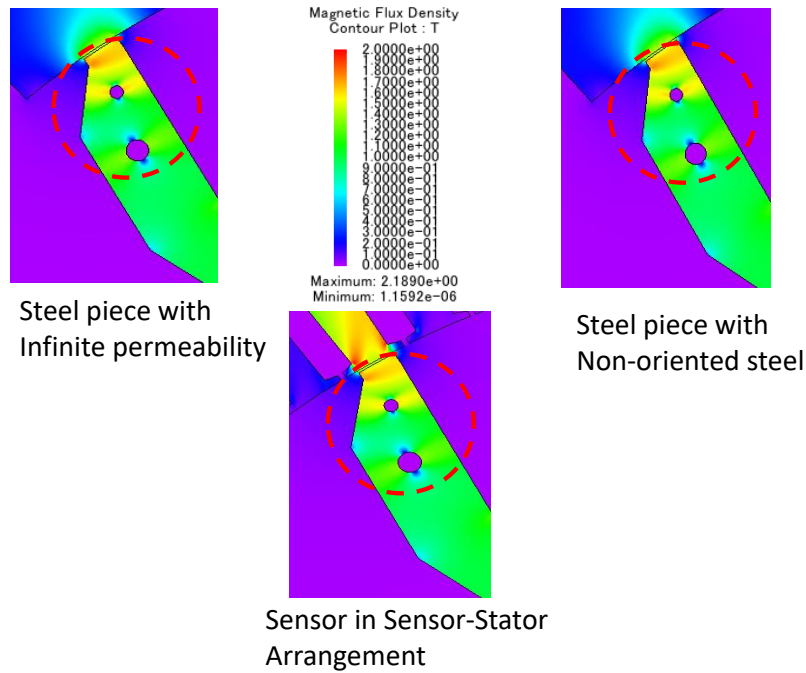 Magnetic Flux Density
Contour Plot : T
2.0000e+00
1.9000e+00
1.8000e+00
1.7000e+00
1.6000e+00
1.5000e+00
1.4000e+00
1.3000e+00
1.2000e+00
1.1000e+00
1.0000e+00
9.0000e-01
8.0000e-01
7.0000e-01
6.0000e-01
5.0000e-01
4.0000e-01
3.0000e-01
2.0000e-01
1.0000e-01
0.0000e+00
Maximum: 2.1890e+00
Minimum: 1.1592e-06
Steel piece with
Infinite permeability
Steel piece with
Non-oriented steel
Sensor in Sensor-Stator
Arrangement